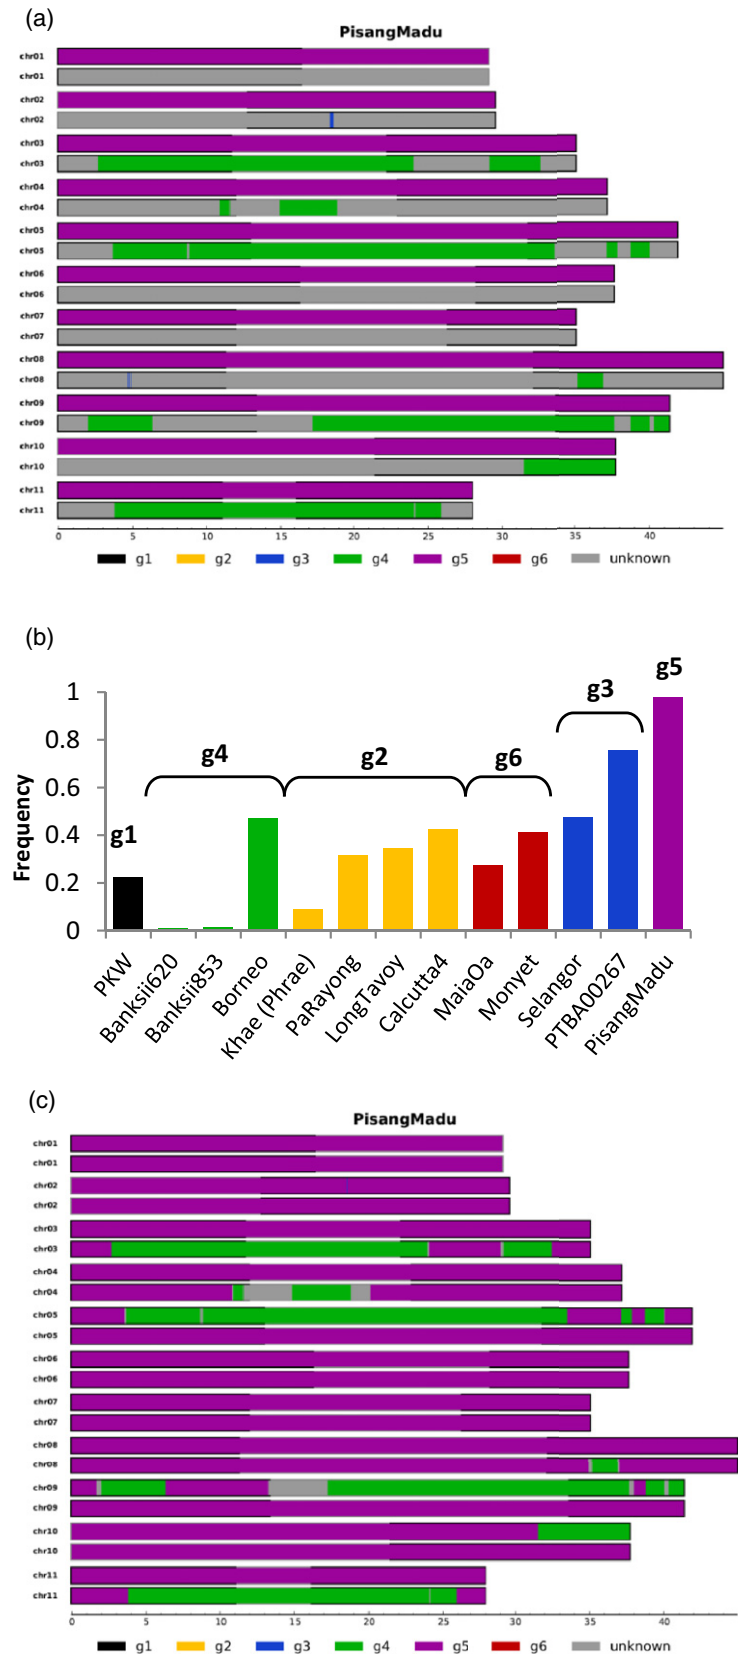 (a)
PisangMadu
chr01
chr01
chr02
chr02
chr03
chr03
chr04
chr04
chr05
chr05
chr06
chr06
chr07
chr07
chr08
chr08
chr09
chr09
chr10
chr10
chr11
chr11
0 5 10 15 20 25 30 35 40
g1 g2 g3 g4 g5 g6 unknown
(b)
Frequency
1
0.8
0.6
0.4
0.2
0
g1
g4
g2
g6
g3
g5
PKW
Banksii620
Banksii853
Borneo
Khae (Phrae)
PaRayong
LongTavoy
Calcutta4
MaiaOa
Monyet
Selangor
PTBA00267
PisangMadu
(c)
PisangMadu
chr01
chr01
chr02
chr02
chr03
chr03
chr04
chr04
chr05
chr05
chr06
chr06
chr07
chr07
chr08
chr08
chr09
chr09
chr10
chr10
chr11
chr11
0 5 10 15 20 25 30 35 40
g1 g2 g3 g4 g5 g6 unknown